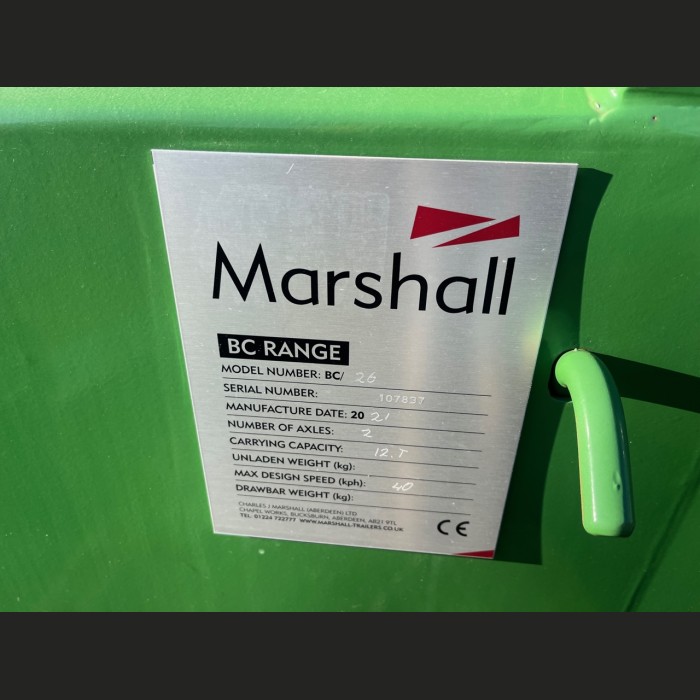 Marshall
BC RANGE
MODEL NUMBER: BC/ 26
SERIAL NUMBER: 107837
MANUFACTURE DATE: 20 21
NUMBER OF AXLES: 2
CARRYING CAPACITY: 12.T
UNLADEN WEIGHT (kg):
MAX DESIGN SPEED (kph): 40
DRAWBAR WEIGHT (kg):
CHARLES J MARSHALL (ABERDEEN) LTD
CHAPEL WORKS, BUCKSBURN, ABERDEEN, AB21 9TL
TEL. 01224 722777 WWW.MARSHALL-TRAILERS.CO.UK
CE